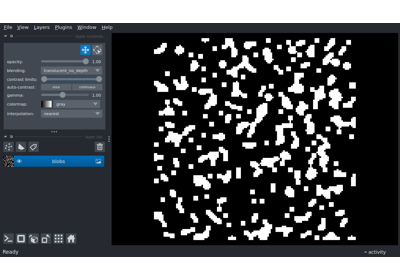 File View Layers Plugins Window Help
layer controls
opacity: 1.00
blending: translucent_no_depth
contrast limits:
auto-contrast: once continuous
gamma: 1.00
colormap: gray
interpolation: nearest
layer list
blobs
Ready activity